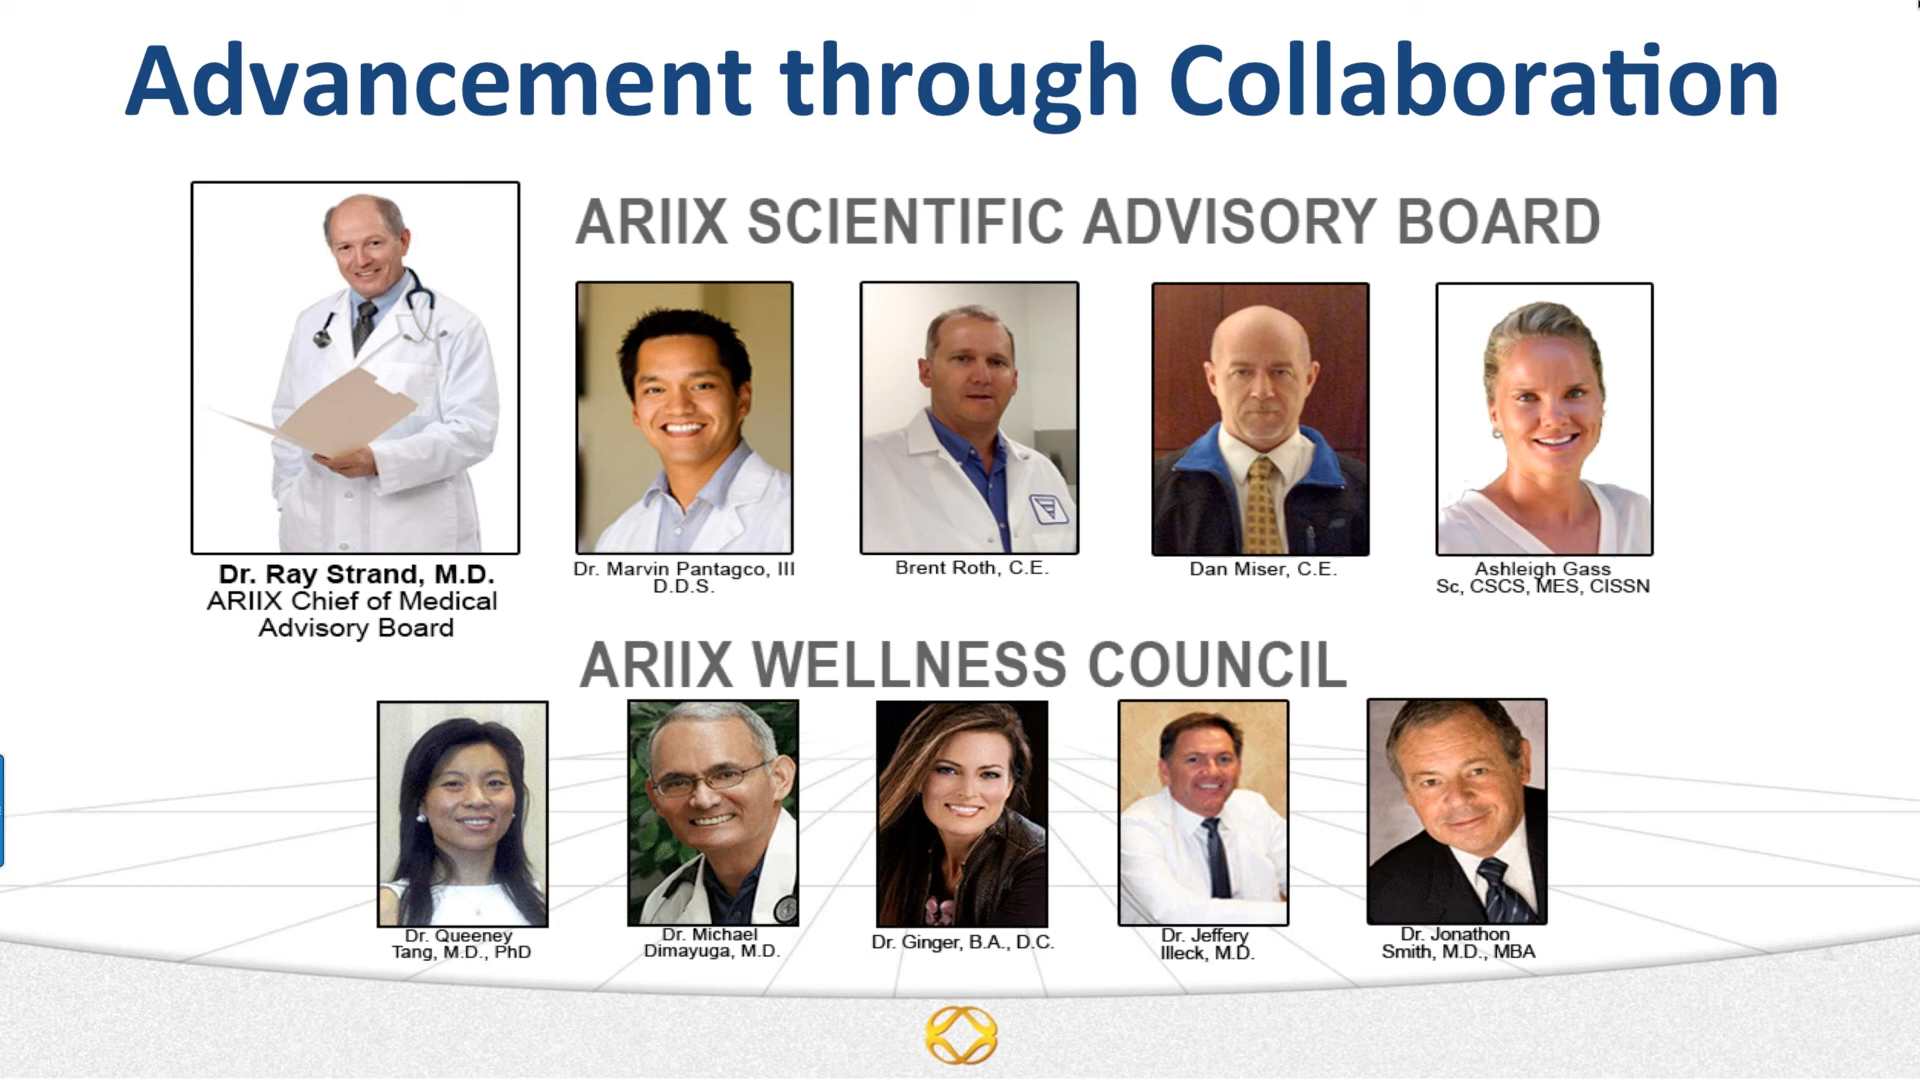 Advancement through Collaboration
ARIIX SCIENTIFIC ADVISORY BOARD
Dr. Ray Strand, M.D.
ARIIX Chief of Medical
Advisory Board
Dr. Marvin Pantagco, III
D.D.S.
Brent Roth, C.E.
Dan Miser, C.E.
Ashleigh Gass
Sc, CSCS, MES, CISSN
ARIIX WELLNESS COUNCIL
Dr. Queeney
Tang, M.D., PhD
Dr. Michael
Dimayuga, M.D.
Dr. Ginger, B.A., D.C.
Dr. Jeffery
Illeck, M.D.
Dr. Jonathon
Smith, M.D., MBA